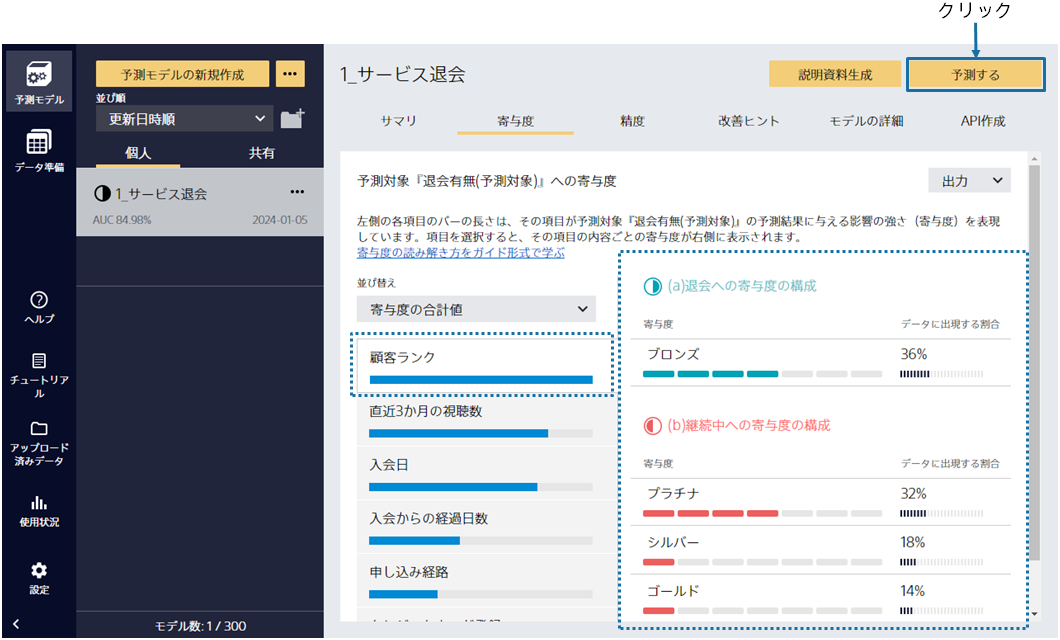 クリック
予測モデル
データ準備
ヘルプ
チュートリア
ル
アップロード
済みデータ
使用状況
設定
予測モデルの新規作成
並び順
更新日時順
個人
共有
1_サービス退会
AUC 84.98%
2024-01-05
モデル数: 1 / 300
1_サービス退会
説明資料生成
予測する
サマリ
寄与度
精度
改善ヒント
モデルの詳細
API作成
予測対象『退会有無(予測対象)』への寄与度
出力
左側の各項目のバーの長さは、その項目が予測対象『退会有無(予測対象)』の予測結果に与える影響の強さ（寄与度）を表現
しています。項目を選択すると、その項目の内容ごとの寄与度が右側に表示されます。
寄与度の読み解き方をガイド形式で学ぶ
並び替え
寄与度の合計値
顧客ランク
直近3か月の視聴数
入会日
入会からの経過日数
申し込み経路
(a)退会への寄与度の構成
寄与度
データに出現する割合
ブロンズ
36%
(b)継続中への寄与度の構成
寄与度
データに出現する割合
プラチナ
32%
シルバー
18%
ゴールド
14%